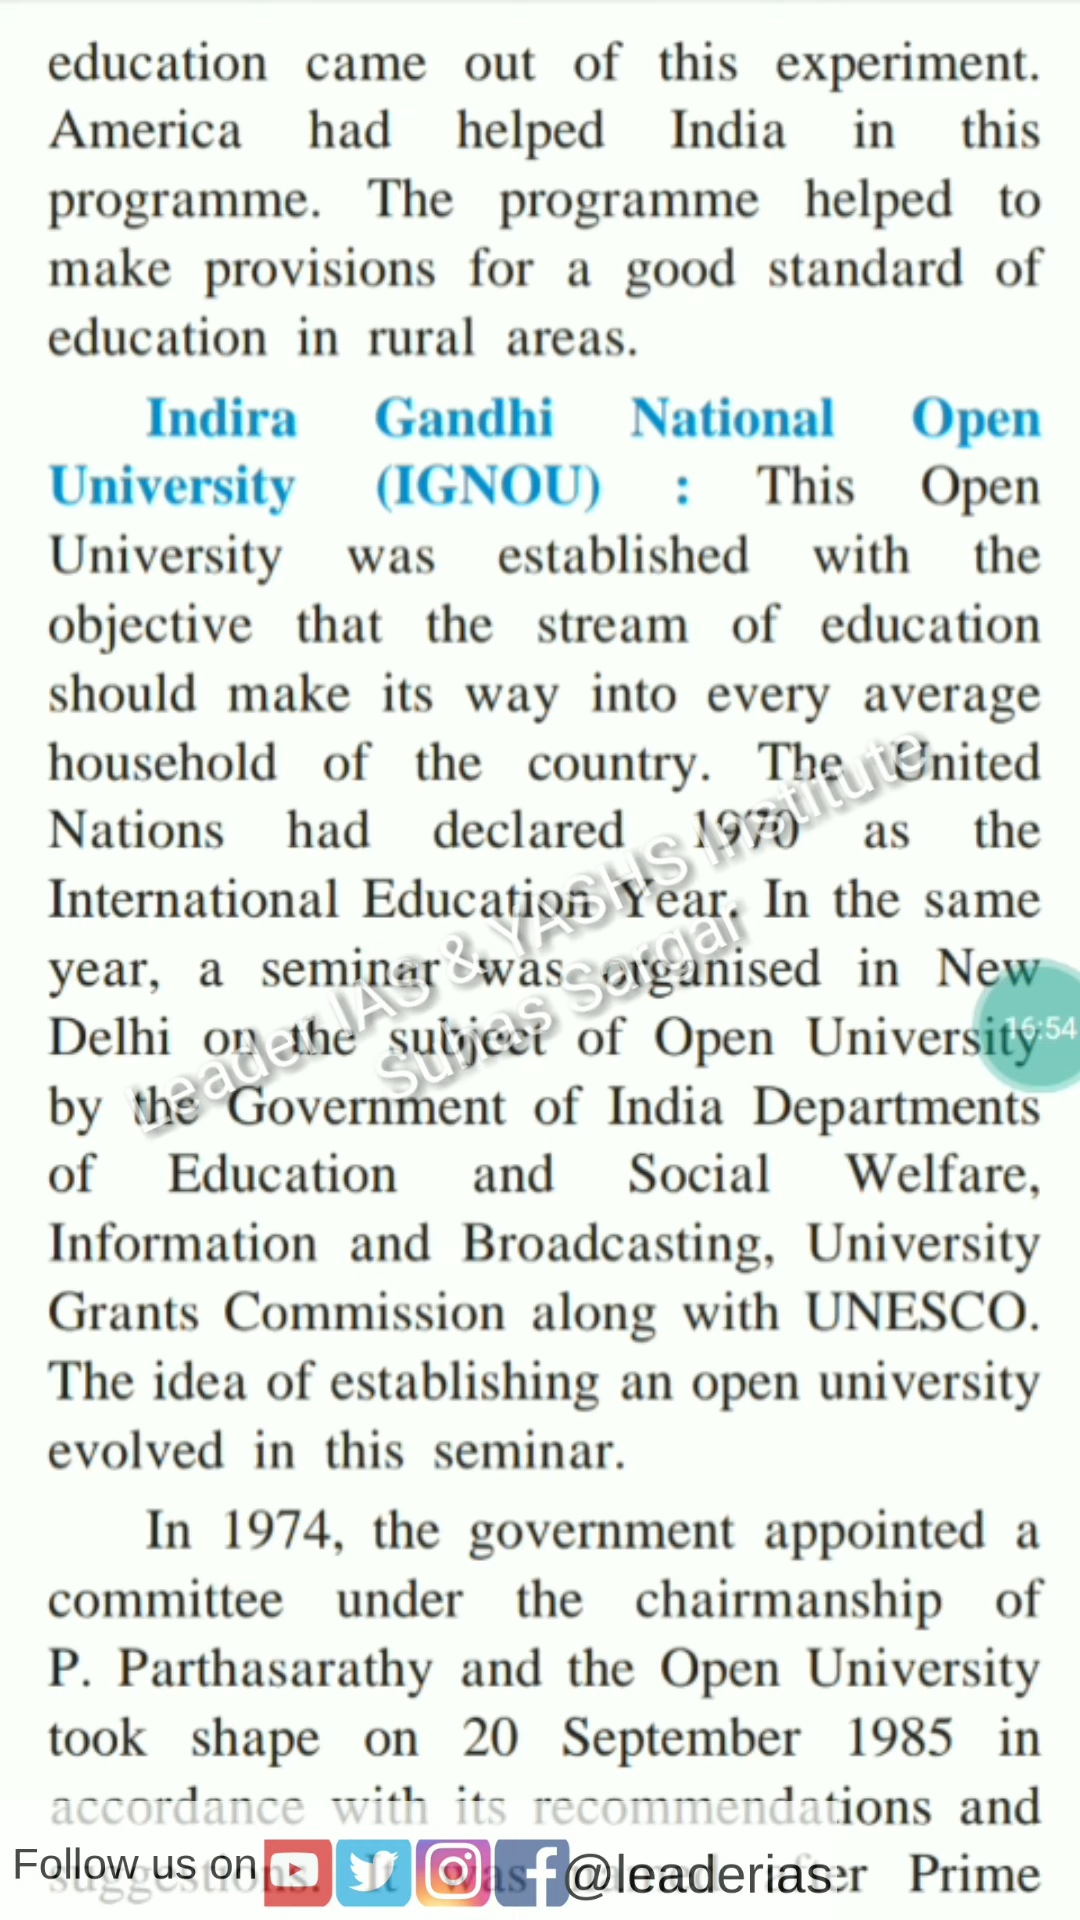 education came out of this experiment.
America had helped India in this
programme. The programme helped to
make provisions for a good standard of
education in rural areas.
Indira Gandhi National Open
University (IGNOU) : This Open
University was established with the
objective that the stream of education
should make its way into every average
household of the country. The United
Nations had declared 1970 as the
International Education Year. In the same
year, a seminar was organised in New
Delhi on the subject of Open University
by the Government of India Departments
of Education and Social Welfare,
Information and Broadcasting, University
Grants Commission along with UNESCO.
The idea of establishing an open university
evolved in this seminar.
In 1974, the government appointed a
committee under the chairmanship of
P. Parthasarathy and the Open University
took shape on 20 September 1985 in
accordance with its recommendations and
suggestions. It was Prime
Leader IAS & YASHS Institute
Suhas Sargar
16:54
Follow us on @leaderias